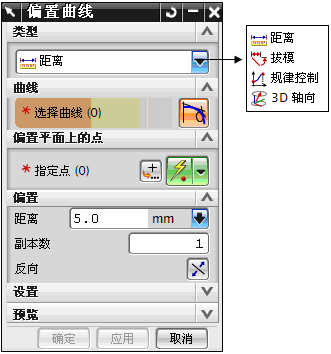 偏置曲线
类型
距离
曲线
* 选择曲线 (0)
偏置平面上的点
* 指定点 (0)
偏置
距离 5.0 mm
副本数 1
反向
设置
预览
确定 应用 取消
距离
拔模
规律控制
3D 轴向